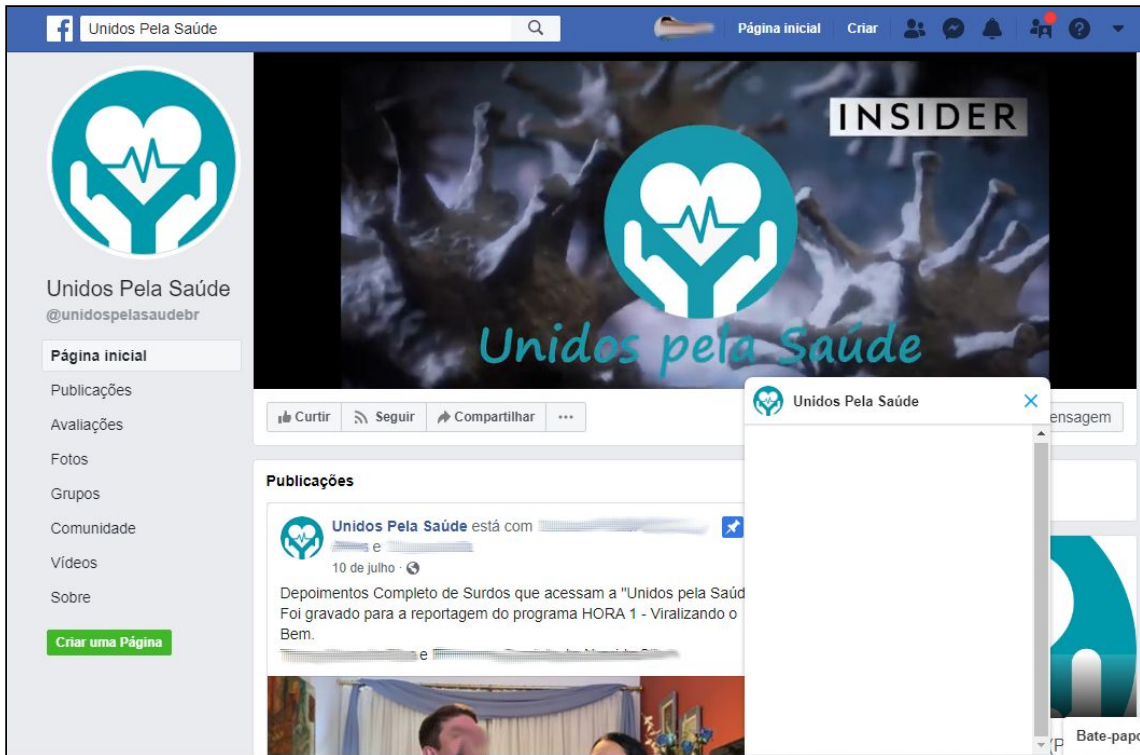 Unidos Pela Saúde
Página inicial
Criar
INSIDER
Unidos pela Saúde
Unidos Pela Saúde
@unidospelasaudebr
Página inicial
Publicações
Avaliações
Fotos
Grupos
Comunidade
Vídeos
Sobre
Criar uma Página
Curtir
Seguir
Compartilhar
Unidos Pela Saúde
ensagem
Publicações
Unidos Pela Saúde está com
e
10 de julho
Depoimentos Completo de Surdos que acessam a "Unidos pela Saúd
Foi gravado para a reportagem do programa HORA 1 - Viralizando o
Bem.
e
(P
Bate-papo